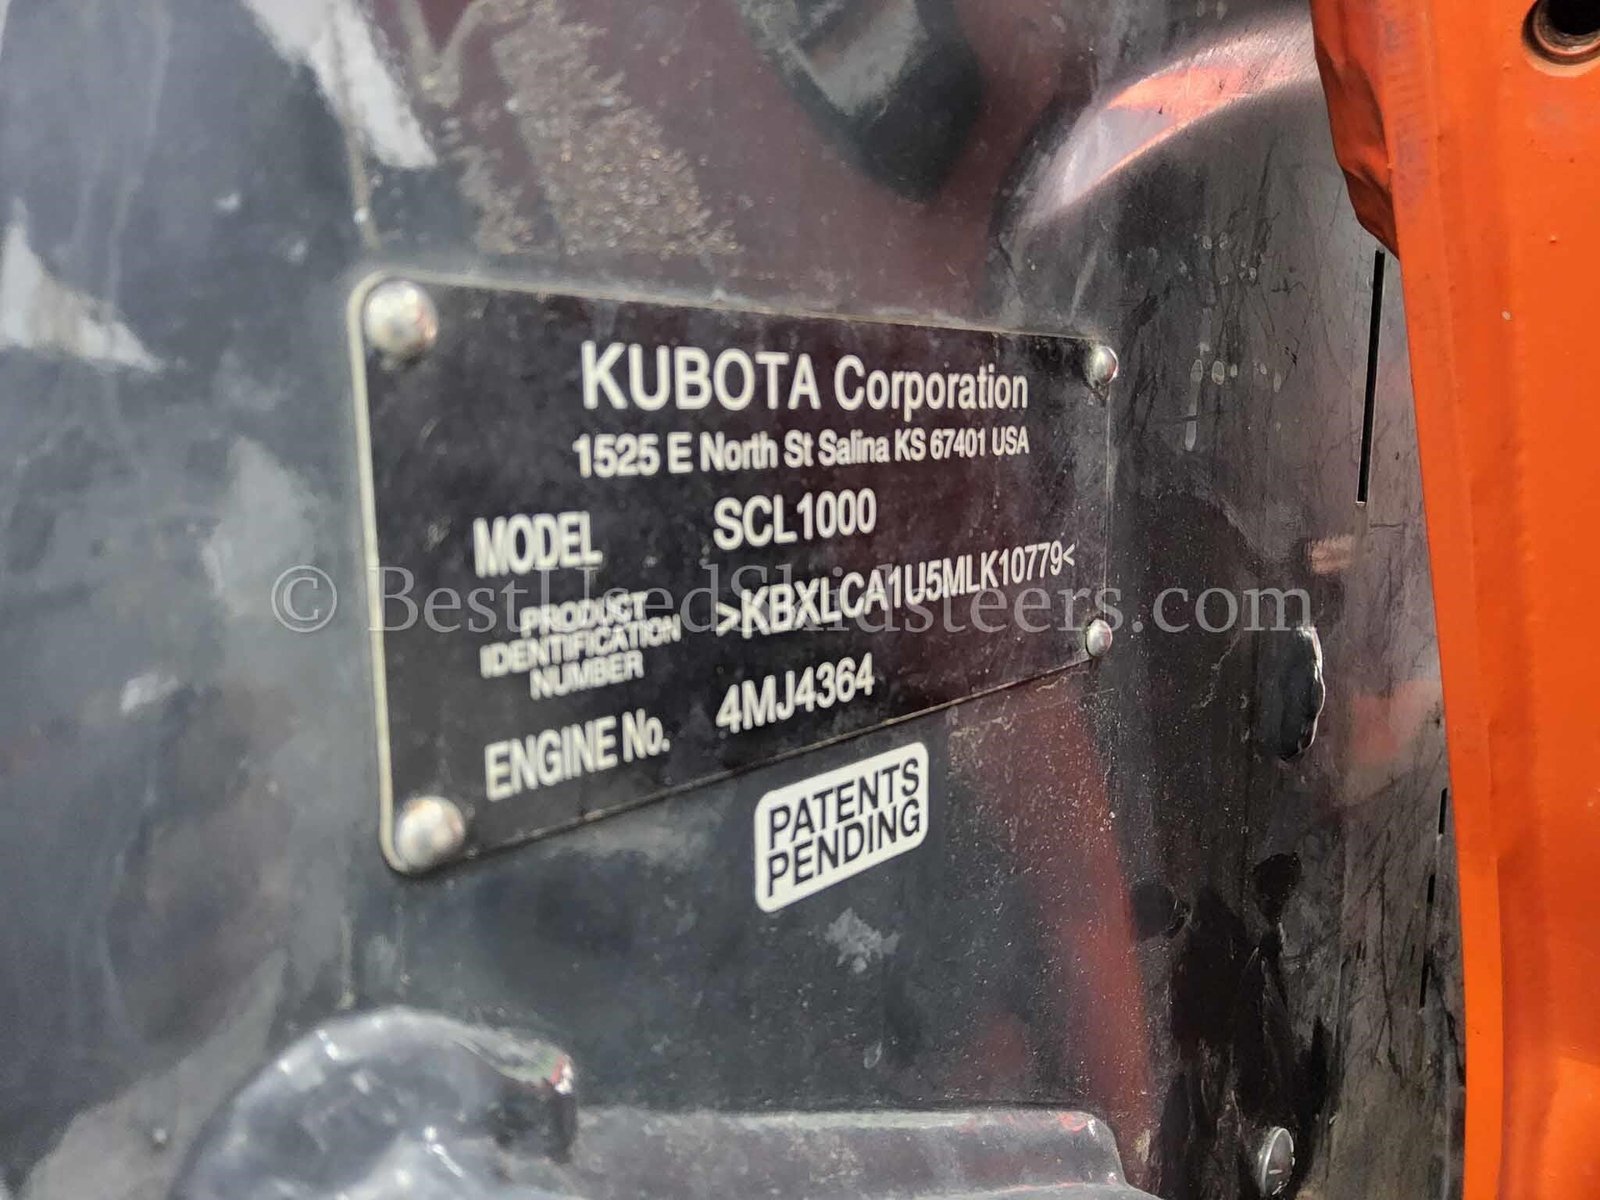 KUBOTA Corporation
1525 E North St Salina KS 67401 USA
MODEL SCL1000
PRODUCT
IDENTIFICATION
NUMBER >KBXLCA1U5MLK10779<
ENGINE No. 4MJ4364
PATENTS
PENDING
© BestUsedSkidsteers.com